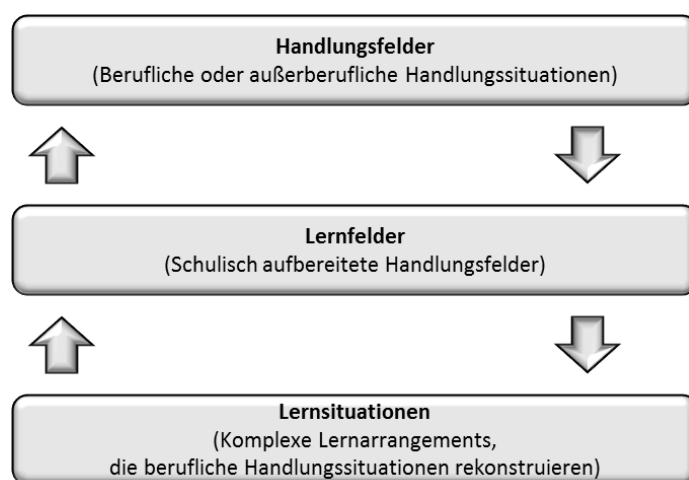 Handlungsfelder
(Berufliche oder außerberufliche Handlungssituationen)
Lernfelder
(Schulisch aufbereitete Handlungsfelder)
Lernsituationen
(Komplexe Lernarrangements,
die berufliche Handlungssituationen rekonstruieren)